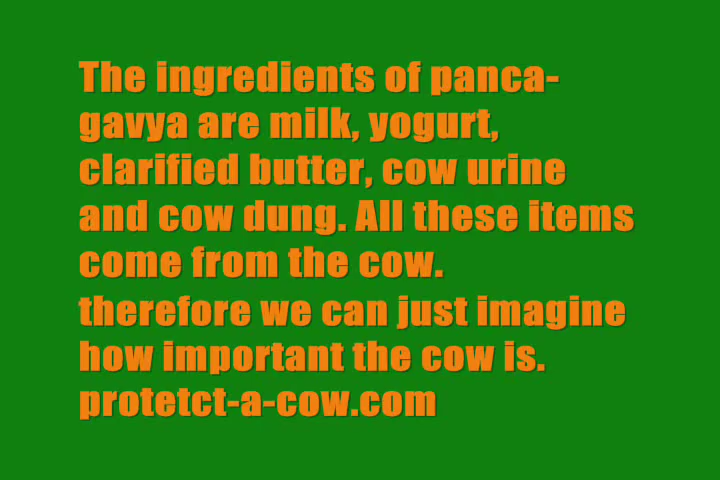 The ingredients of panca-
gavya are milk, yogurt,
clarified butter, cow urine
and cow dung. All these items
come from the cow.
therefore we can just imagine
how important the cow is.
protetct-a-cow.com